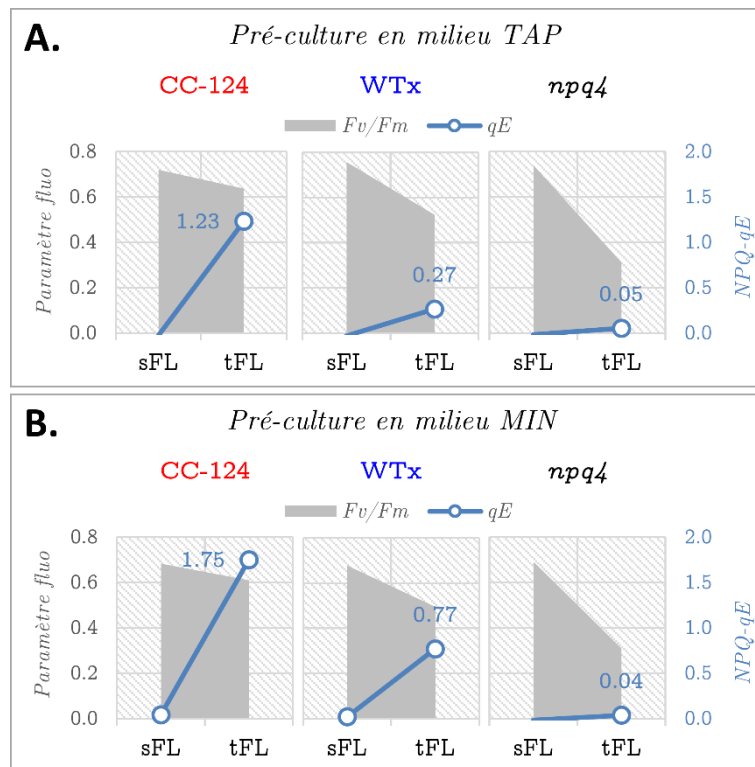 A.
Pré-culture en milieu TAP
CC-124 WTx npq4
Fv/Fm qE
Paramètre fluo
0.8
0.6
0.4
0.2
0.0
1.23
0.27
0.05
2.0
1.5
1.0
0.5
0.0
NPQ-qE
sFL tFL sFL tFL sFL tFL
B.
Pré-culture en milieu MIN
CC-124 WTx npq4
Fv/Fm qE
Paramètre fluo
0.8
0.6
0.4
0.2
0.0
1.75
0.77
0.04
2.0
1.5
1.0
0.5
0.0
NPQ-qE
sFL tFL sFL tFL sFL tFL